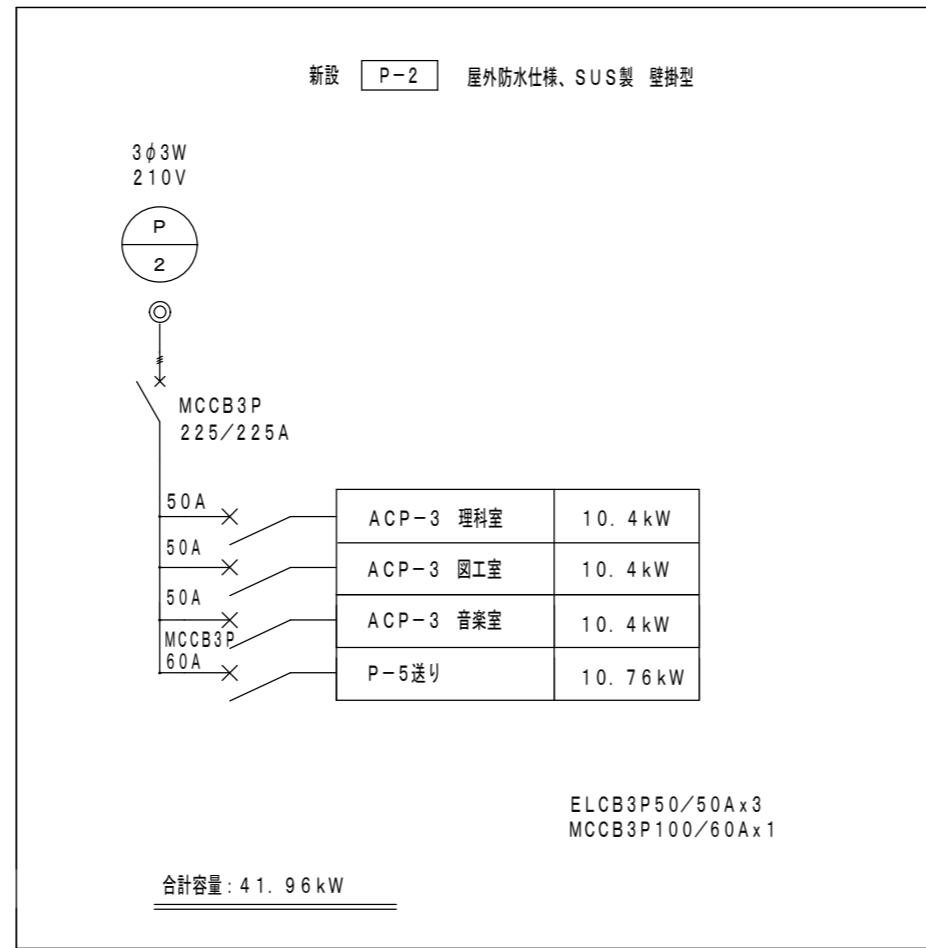 新設 P−2 屋外防水仕様、SUS製 壁掛型
3φ3W
210V
P
2
MCCB3P
225/225A
50A
ACP−3 理科室 10.4kW
50A
ACP−3 図工室 10.4kW
50A
ACP−3 音楽室 10.4kW
MCCB3P
60A
P−5送り 10.76kW
ELCB3P50/50Ax3
MCCB3P100/60Ax1
合計容量:41.96kW